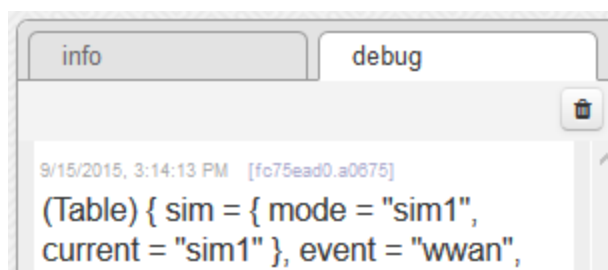 info debug
9/15/2015, 3:14:13 PM [fc75ead0.a0675]
(Table) { sim = { mode = "sim1",
current = "sim1" }, event = "wwan",